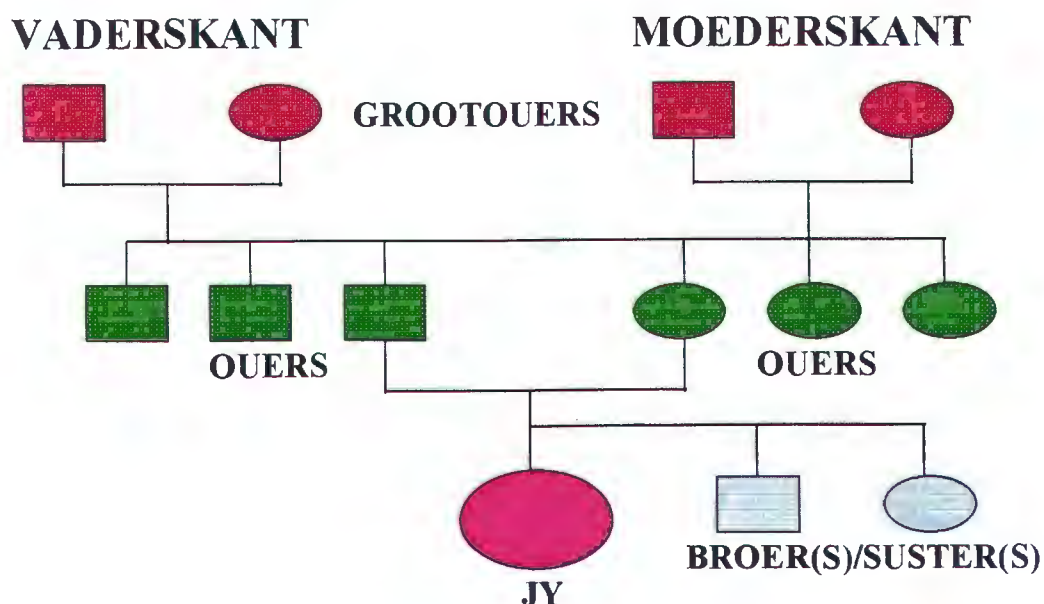 VADERSKANT
MOEDERSKANT
GROOTOUERS
OUERS
OUERS
BROER(S)/SUSTER(S)
JY